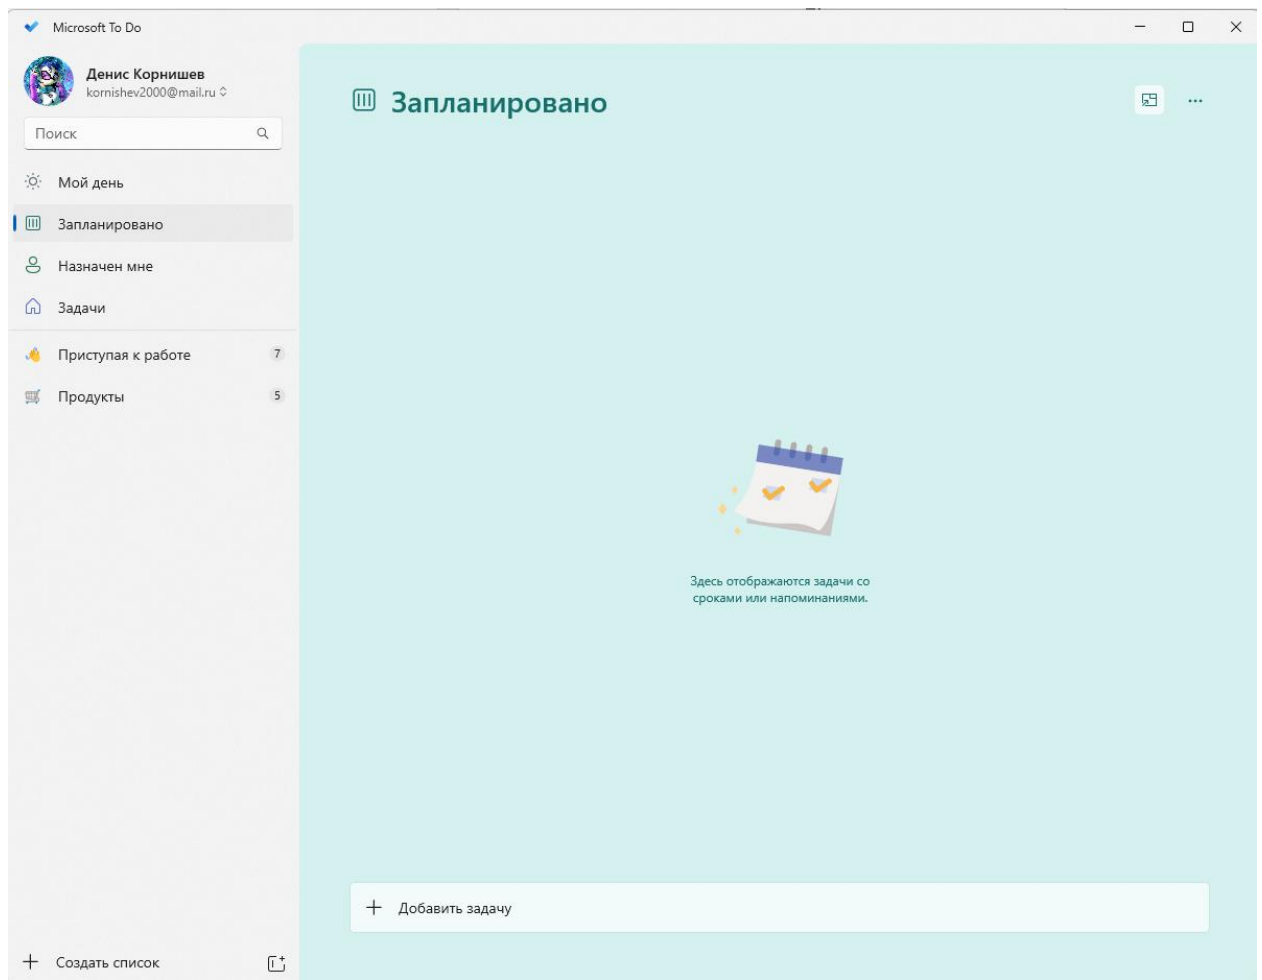 Microsoft To Do
Денис Корнишев
kornishev2000@mail.ru
Поиск
Мой день
Запланировано
Назначен мне
Задачи
Приступая к работе 7
Продукты 5
Создать список
Запланировано
Здесь отображаются задачи со
сроками или напоминаниями.
Добавить задачу